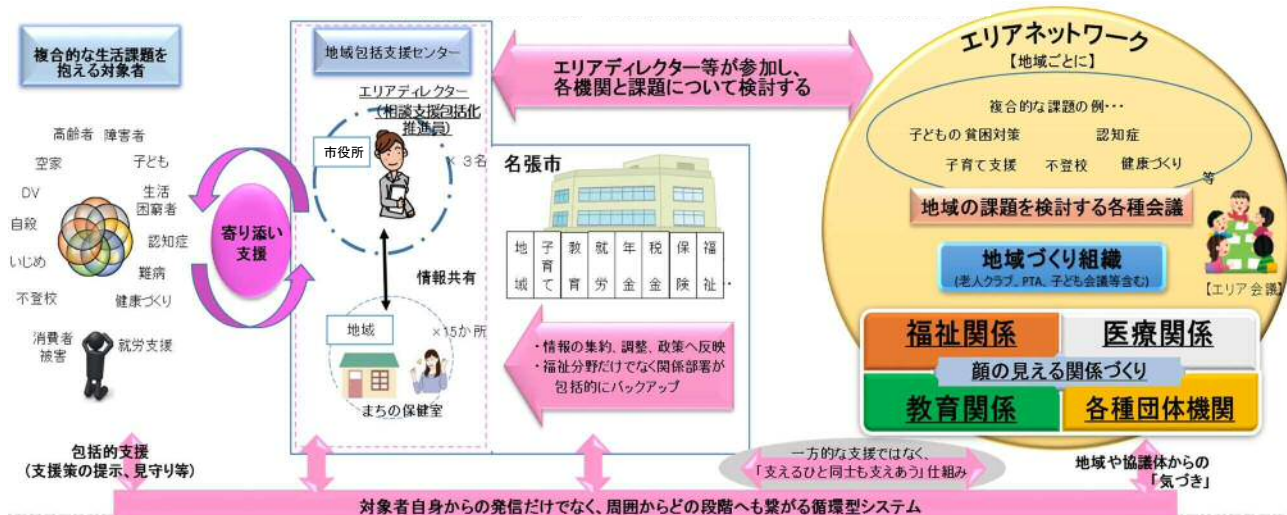 複合的な生活課題を
抱える対象者
高齢者
障害者
空家
子ども
DV
生活
困窮者
自殺
認知症
いじめ
難病
不登校
健康づくり
消費者
被害
就労支援
寄り添い
支援
包括的支援
(支援策の提示、見守り等)
地域包括支援センター
エリアディレクター
(相談支援包括化
推進員)
市役所
×3名
情報共有
地域
×15か所
まちの保健室
エリアディレクター等が参加し、
各機関と課題について検討する
名張市
地域
子育て
教育
就労
年金
税金
保険
福祉…
・情報の集約、調整、政策へ反映
・福祉分野だけでなく関係部署が
包括的にバックアップ
エリアネットワーク
【地域ごとに】
複合的な課題の例…
子どもの貧困対策
認知症
子育て支援
不登校
健康づくり
等
地域の課題を検討する各種会議
地域づくり組織
(老人クラブ、PTA、子ども会議等含む)
【エリア会議】
福祉関係
医療関係
顔の見える関係づくり
教育関係
各種団体機関
一方的な支援ではなく、
「支えるひと同士も支えあう」仕組み
地域や協議体からの
「気づき」
対象者自身からの発信だけでなく、周囲からどの段階へも繋がる循環型システム